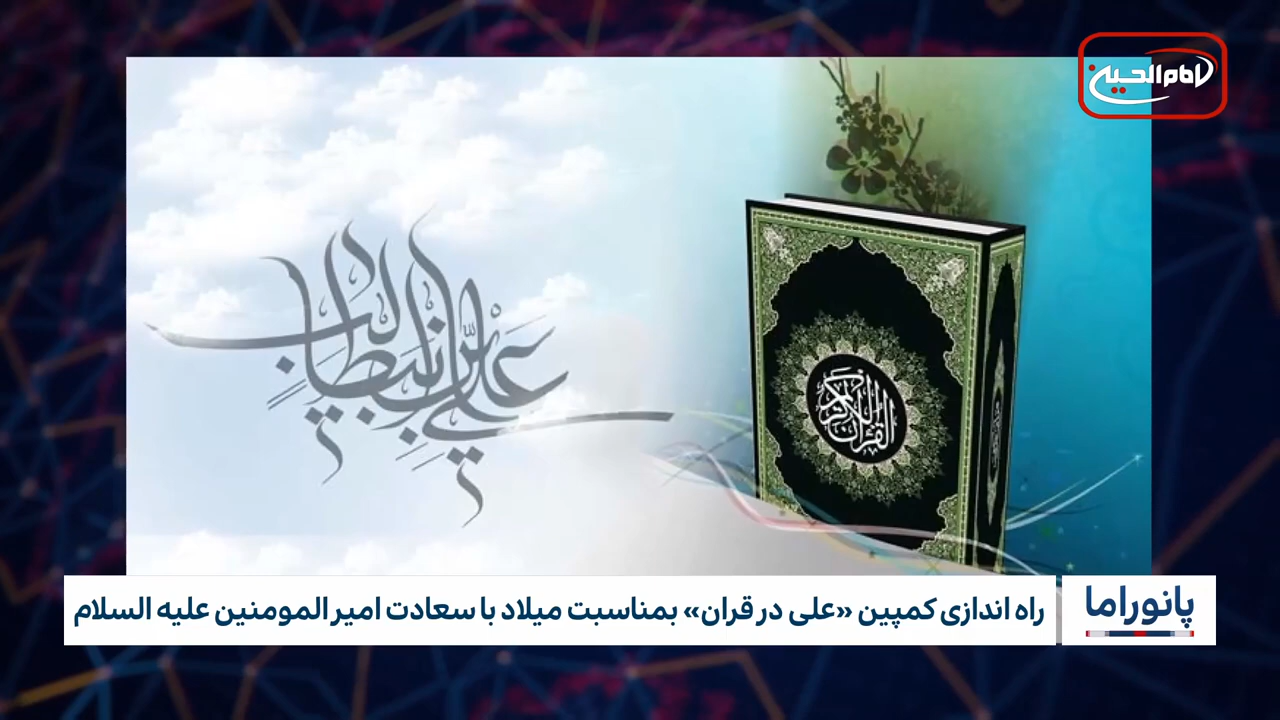 امام الحسین
علی بن ابیطالب
القرآن الکریم
پانوراما
راه اندازی کمپین «علی در قران» بمناسبت میلاد با سعادت امیر المومنین علیه السلام